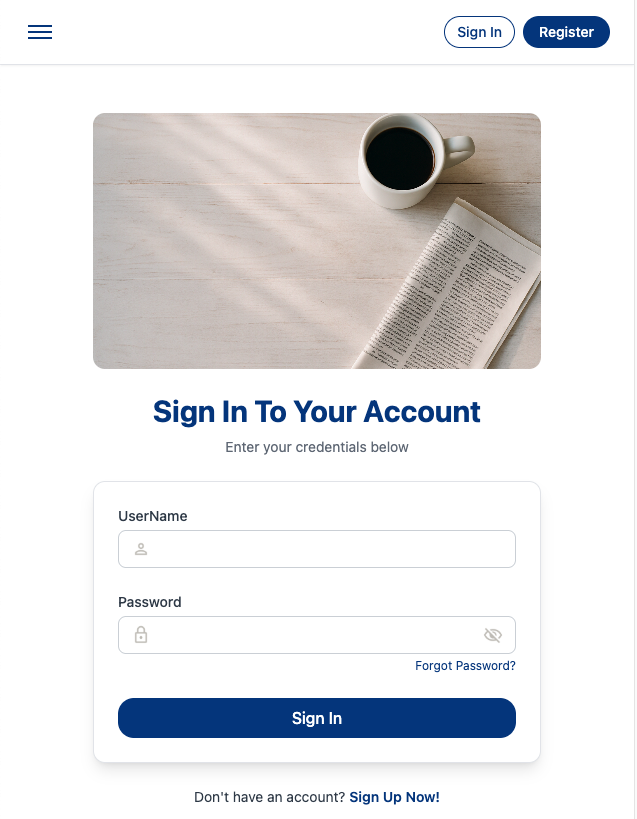 Sign In
Register
Sign In To Your Account
Enter your credentials below
UserName
Password
Forgot Password?
Sign In
Don't have an account? Sign Up Now!